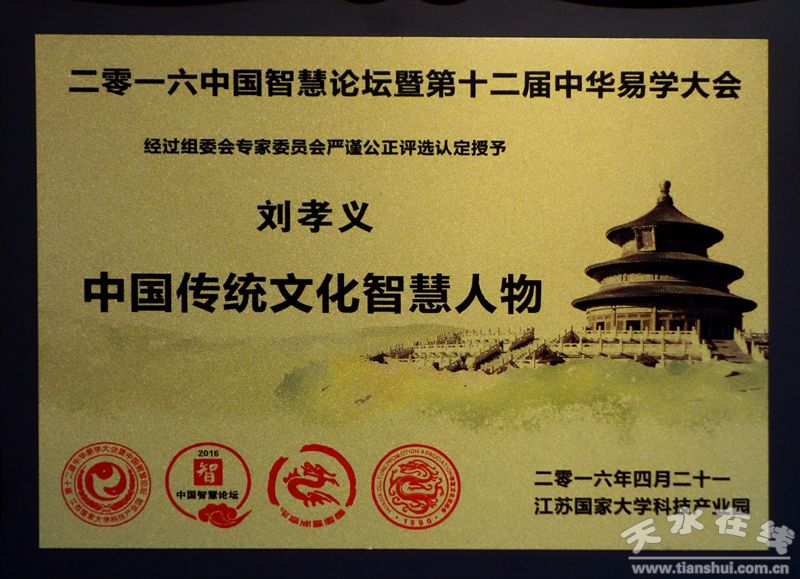 二零一六中国智慧论坛暨第十二届中华易学大会
经过组委会专家委员会严谨公正评选认定授予
刘孝义
中国传统文化智慧人物
2016
智
中国智慧论坛
1990
二零一六年四月二十一
江苏国家大学科技产业园
天水在线
www.tianshui.com.cn